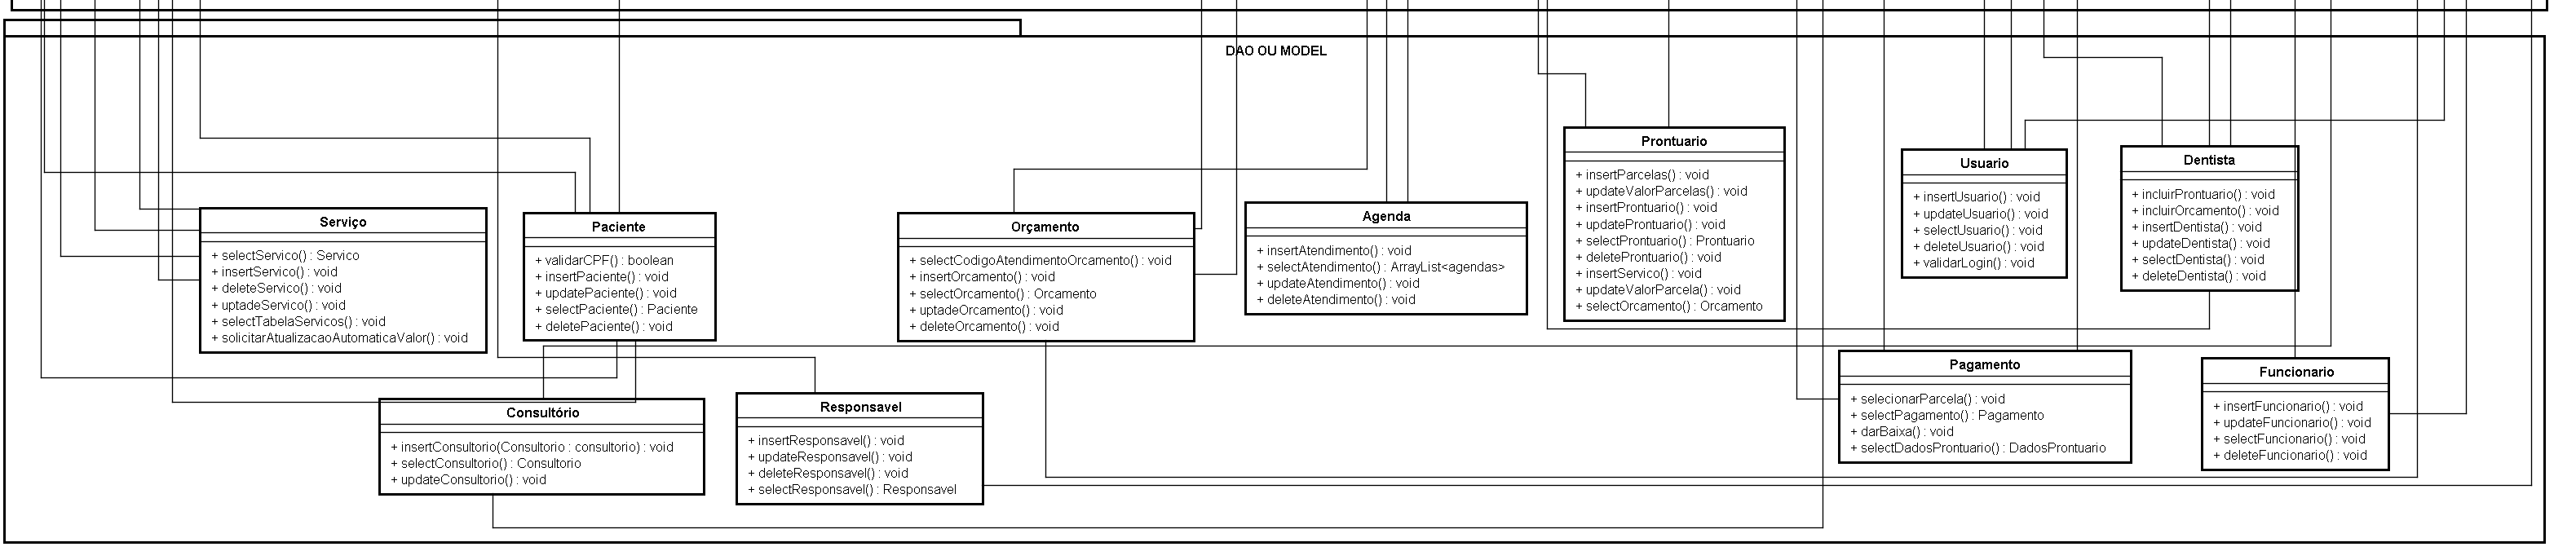 DAO OU MODEL
Serviço
+ selectServico() : Servico
+ insertServico() : void
+ deleteServico() : void
+ uptadeServico() : void
+ selectTabelaServicos() : void
+ solicitarAtualizacaoAutomaticaValor() : void
Paciente
+ validarCPF() : boolean
+ insertPaciente() : void
+ updatePaciente() : void
+ selectPaciente() : Paciente
+ deletePaciente() : void
Orçamento
+ selectCodigoAtendimentoOrcamento() : void
+ insertOrcamento() : void
+ selectOrcamento() : Orcamento
+ uptadeOrcamento() : void
+ deleteOrcamento() : void
Agenda
+ insertAtendimento() : void
+ selectAtendimento() : ArrayList<agendas>
+ updateAtendimento() : void
+ deleteAtendimento() : void
Prontuario
+ insertParcelas() : void
+ updateValorParcelas() : void
+ insertProntuario() : void
+ updateProntuario() : void
+ selectProntuario() : Prontuario
+ deleteProntuario() : void
+ insertServico() : void
+ updateValorParcela() : void
+ selectOrcamento() : Orcamento
Usuario
+ insertUsuario() : void
+ updateUsuario() : void
+ selectUsuario() : void
+ deleteUsuario() : void
+ validarLogin() : void
Dentista
+ incluirProntuario() : void
+ incluirOrcamento() : void
+ insertDentista() : void
+ updateDentista() : void
+ selectDentista() : void
+ deleteDentista() : void
Consultório
+ insertConsultorio(Consultorio : consultorio) : void
+ selectConsultorio() : Consultorio
+ updateConsultorio() : void
Responsavel
+ insertResponsavel() : void
+ updateResponsavel() : void
+ deleteResponsavel() : void
+ selectResponsavel() : Responsavel
Pagamento
+ selecionarParcela() : void
+ selectPagamento() : Pagamento
+ darBaixa() : void
+ selectDadosProntuario() : DadosProntuario
Funcionario
+ insertFuncionario() : void
+ updateFuncionario() : void
+ selectFuncionario() : void
+ deleteFuncionario() : void